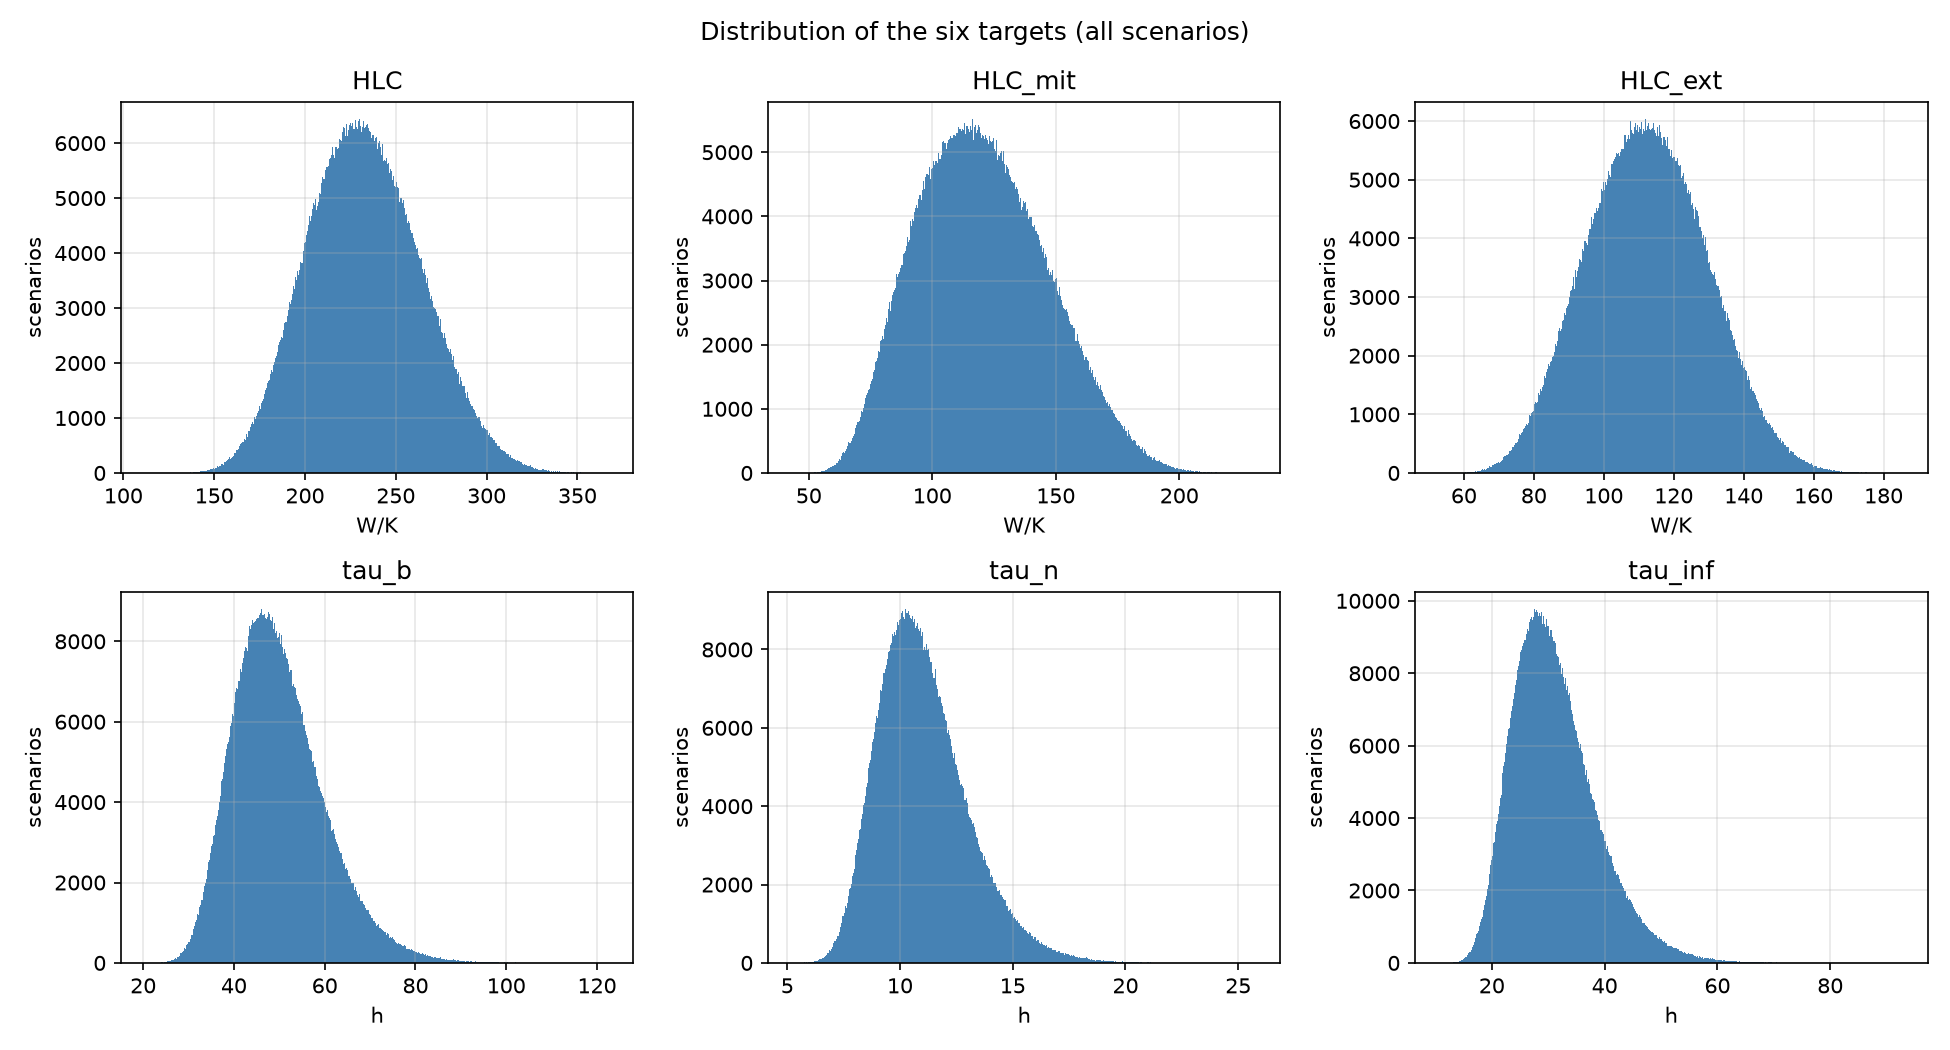 Distribution of the six targets (all scenarios)
HLC
HLC_mit
HLC_ext
6000
5000
4000
3000
2000
1000
0
scenarios
100 150 200 250 300 350
W/K
5000
4000
3000
2000
1000
0
scenarios
50 100 150 200
W/K
6000
5000
4000
3000
2000
1000
0
scenarios
60 80 100 120 140 160 180
W/K
tau_b
tau_n
tau_inf
8000
6000
4000
2000
0
scenarios
20 40 60 80 100 120
h
8000
6000
4000
2000
0
scenarios
5 10 15 20 25
h
10000
8000
6000
4000
2000
0
scenarios
20 40 60 80
h